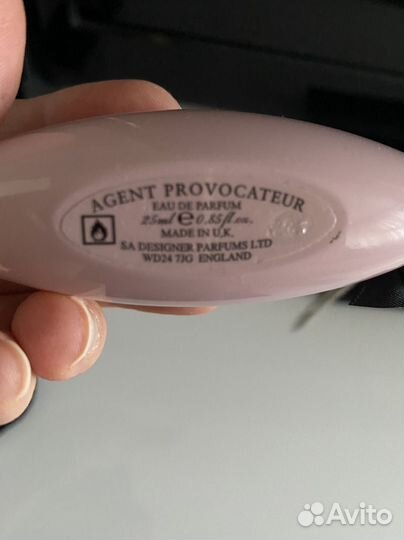 AGENT PROVOCATEUR
EAU DE PARFUM
25ml ℮ 0.85fl.oz.
MADE IN U.K.
SA DESIGNER PARFUMS LTD
WD24 7JG ENGLAND
Avito